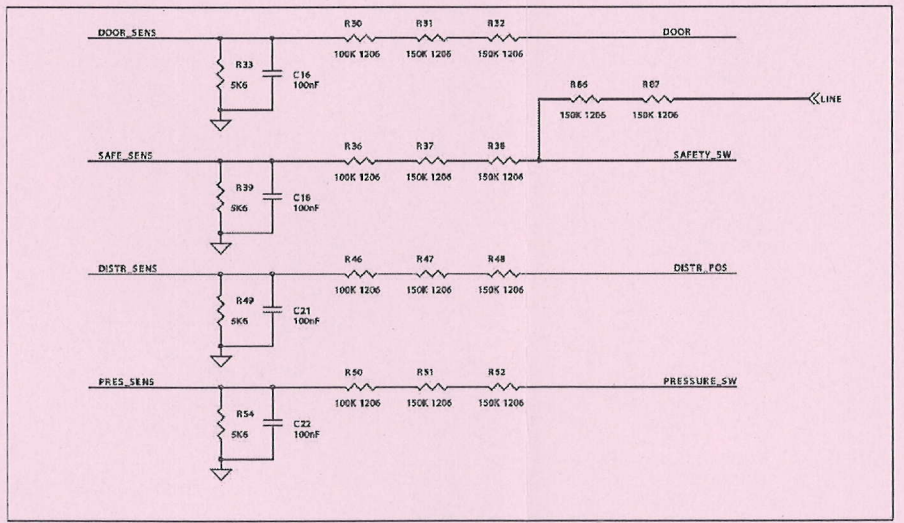 R30 R31 R32
DOOR_SENS DOOR
100K 1206 150K 1206 150K 1206
R33
5K6
C16
100nF
R86 R87
LINE
150K 1206 150K 1206
R36 R37 R38
SAFE_SENS SAFETY_SW
100K 1206 150K 1206 150K 1206
R39
5K6
C18
100nF
R46 R47 R48
DISTR_SENS DISTR_POS
100K 1206 150K 1206 150K 1206
R49
5K6
C21
100nF
R50 R51 R52
PRES_SENS PRESSURE_SW
100K 1206 150K 1206 150K 1206
R54
5K6
C22
100nF